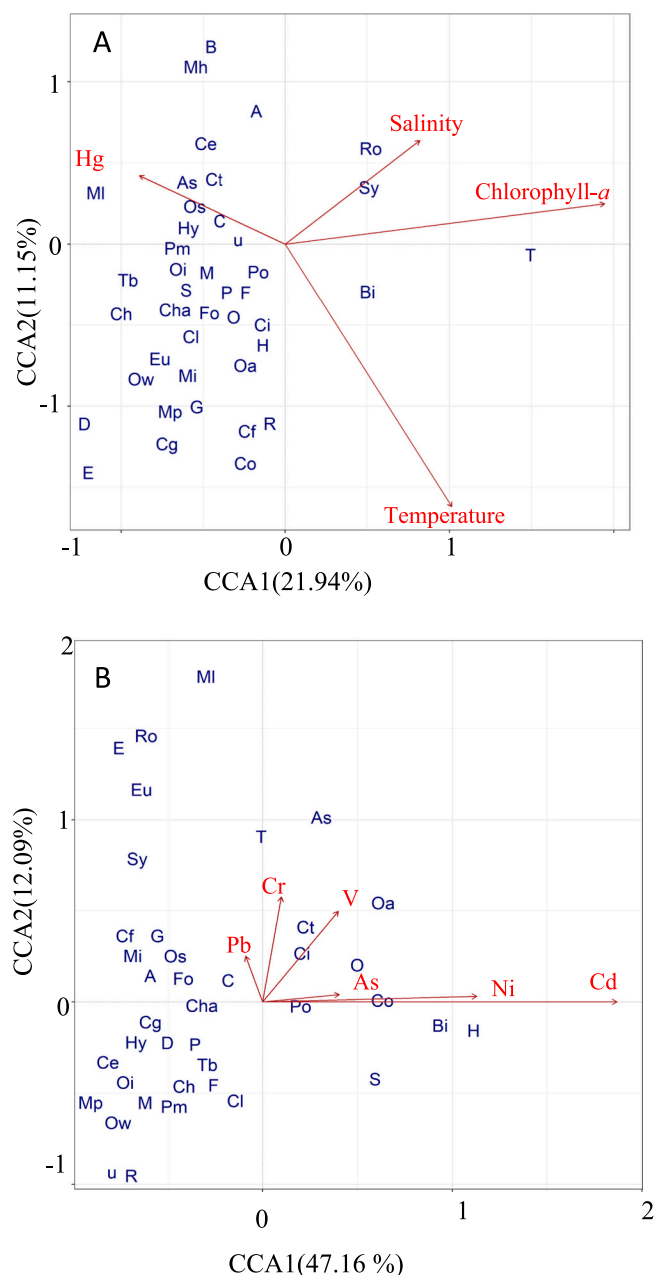 A
B
Mh
1
A
Salinity
Ce
Ro
Hg
As
Ct
Sy
Chlorophyll-a
Ml
Os
C
Hy
u
0
Pm
T
Oi
M
Po
Tb
S
P
F
Bi
Ch
Cha
Fo
O
Ci
Cl
H
Eu
Oa
Ow
Mi
-1
Mp
G
D
R
Cf
Cg
Co
E
Temperature
CCA2(11.15%)
-1
0
1
CCA1(21.94%)
2
B
Ml
Ro
E
Eu
1
As
T
Sy
Cr
V
Oa
Cf
G
Ct
Pb
Mi
Os
Ci
O
A
Fo
C
As
Ni
Cd
0
Cha
Po
Co
Cg
Bi
H
Hy
D
P
Ce
Tb
Oi
Ch
F
S
Mp
M
Pm
Cl
Ow
-1
u
R
CCA2(12.09%)
0
1
2
CCA1(47.16 %)